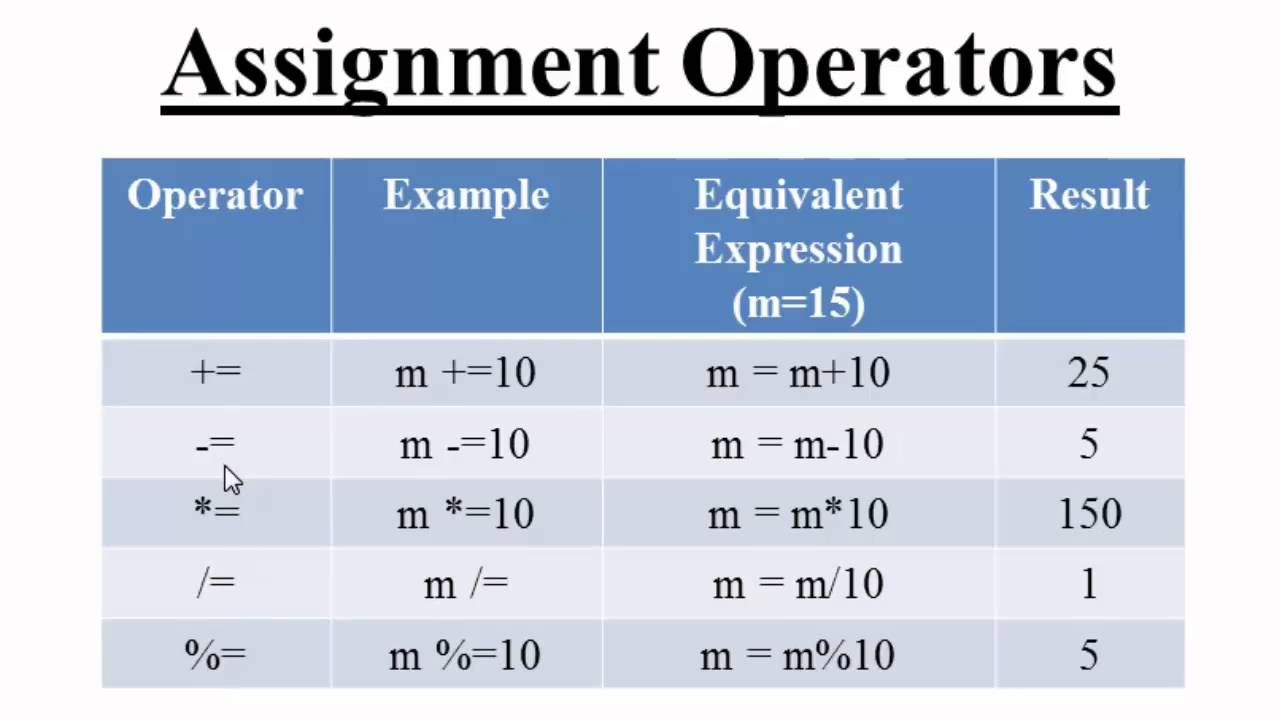 Assignment Operators
Operator Example Equivalent Expression (m=15) Result
+= m +=10 m = m+10 25
-= m -=10 m = m-10 5
*= m *=10 m = m*10 150
/= m /= m = m/10 1
%= m %=10 m = m%10 5